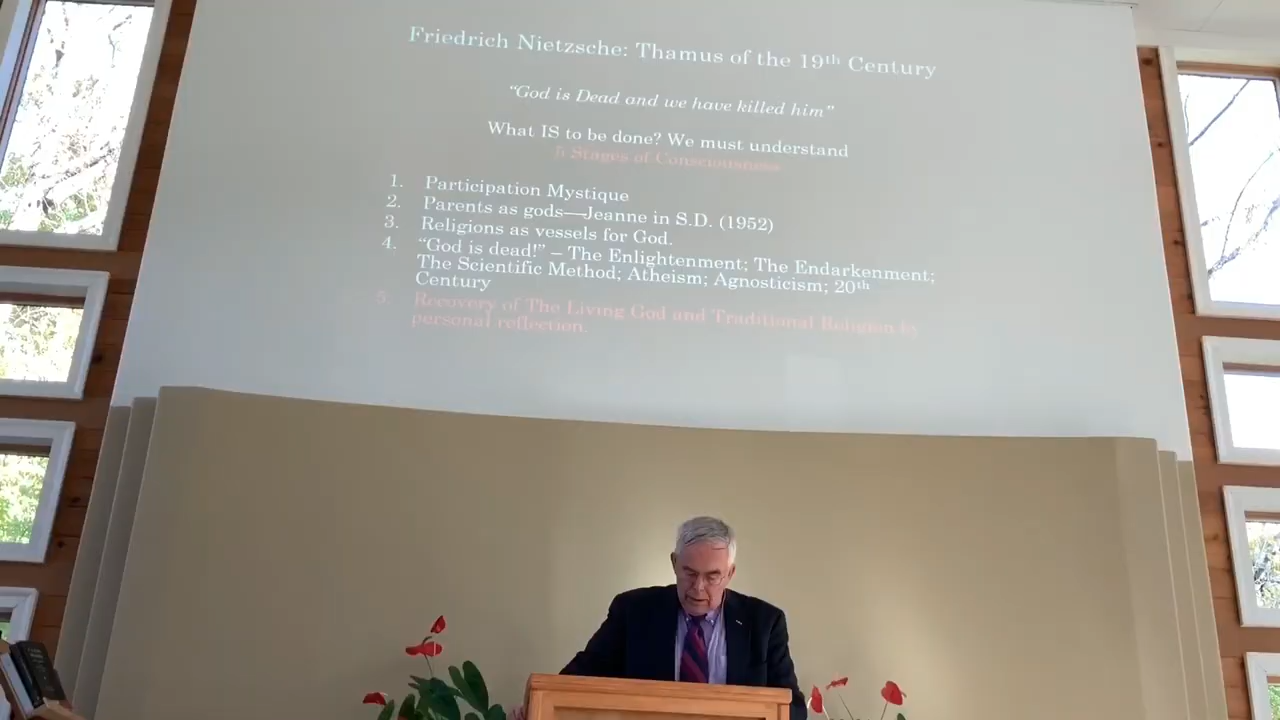 Friedrich Nietzsche: Thamus of the 19th Century
“God is Dead and we have killed him”
What IS to be done? We must understand
5 Stages of Consciousness
1. Participation Mystique
2. Parents as gods—Jeanne in S.D. (1952)
3. Religions as vessels for God.
4. “God is dead!” – The Enlightenment; The Endarkenment;
The Scientific Method; Atheism; Agnosticism; 20th
Century
5. Recovery of The Living God and Traditional Religion by
personal reflection.